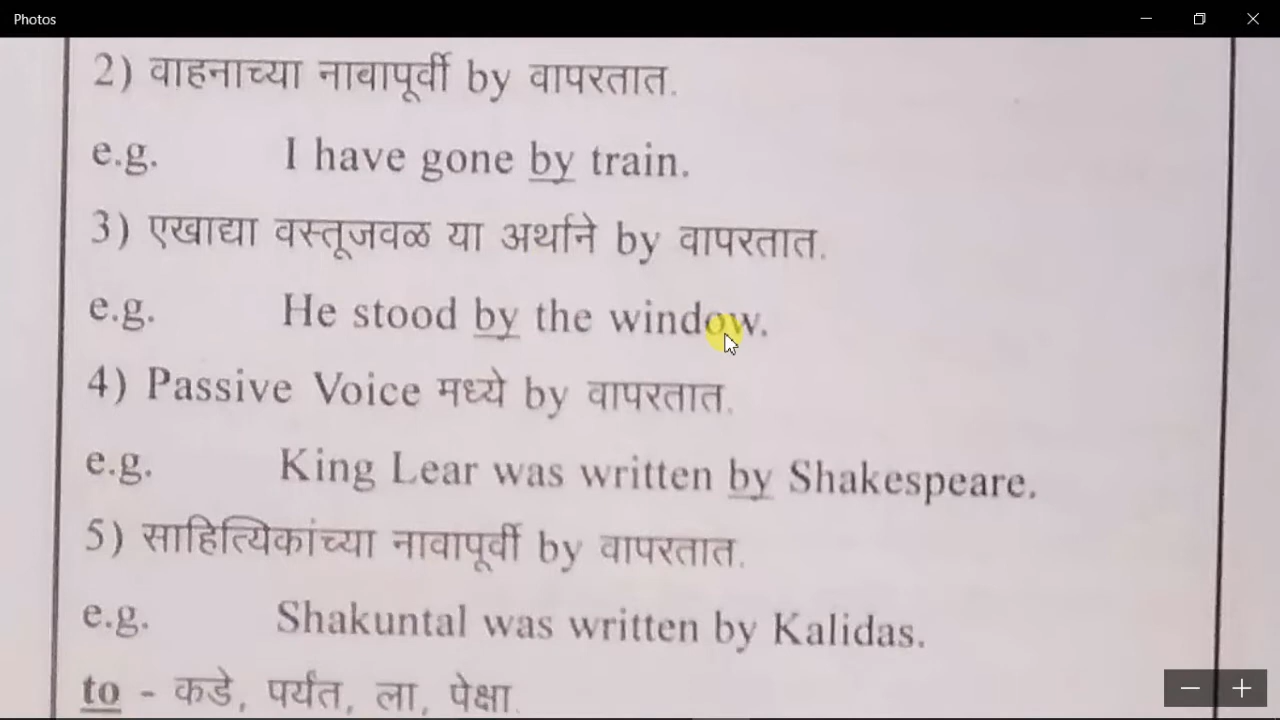 Photos
2) वाहनाच्या नावापूर्वी by वापरतात.
e.g. I have gone by train.
3) एखाद्या वस्तूजवळ या अर्थाने by वापरतात.
e.g. He stood by the window.
4) Passive Voice मध्ये by वापरतात.
e.g. King Lear was written by Shakespeare.
5) साहित्यिकांच्या नावापूर्वी by वापरतात.
e.g. Shakuntal was written by Kalidas.
to - कडे, पर्यंत, ला, पेक्षा.